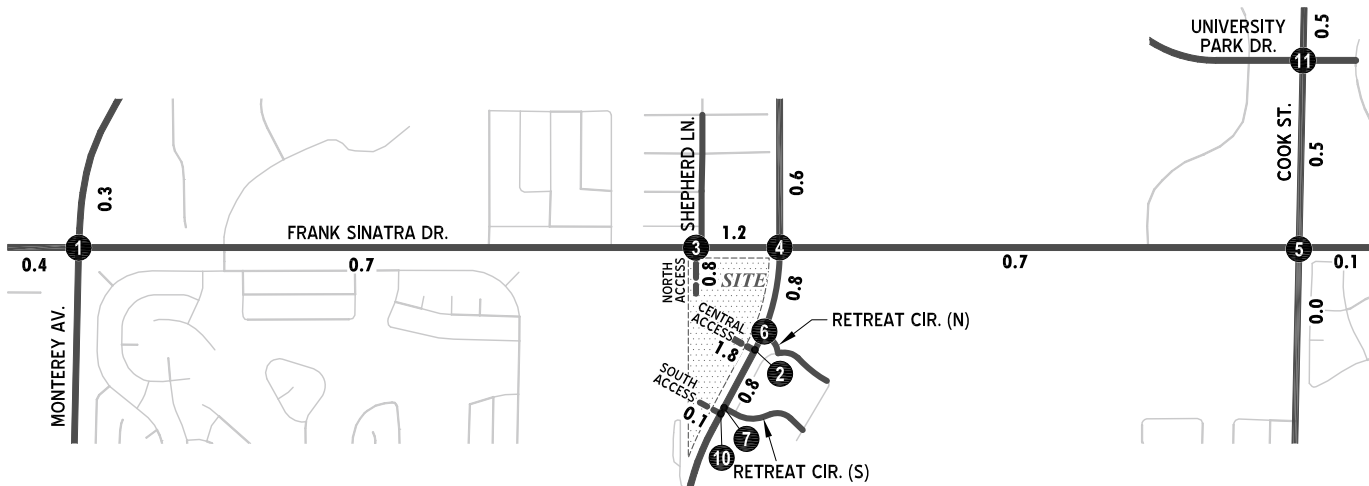 UNIVERSITY
PARK DR.
0.5
11
COOK ST.
0.5
SHEPHERD LN.
0.6
0.3
FRANK SINATRA DR.
1.2
1
3
4
5
0.4
0.7
0.7
0.1
NORTH
ACCESS
0.8
SITE
0.8
0.0
CENTRAL
ACCESS
1.8
6
RETREAT CIR. (N)
2
MONTEREY AV.
SOUTH
ACCESS
0.1
0.8
7
10
RETREAT CIR. (S)